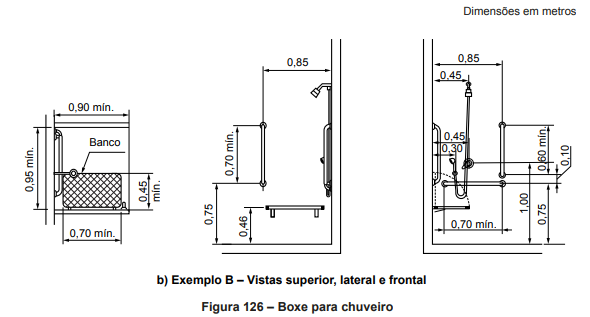 Dimensões em metros
0,90 mín.
Banco
0,95 mín.
0,45 mín.
0,70 mín.
0,85
0,70 mín.
0,75
0,46
0,85
0,45
0,45
0,30
0,60 mín.
0,10
0,70 mín.
1,00
0,75
b) Exemplo B – Vistas superior, lateral e frontal
Figura 126 – Boxe para chuveiro